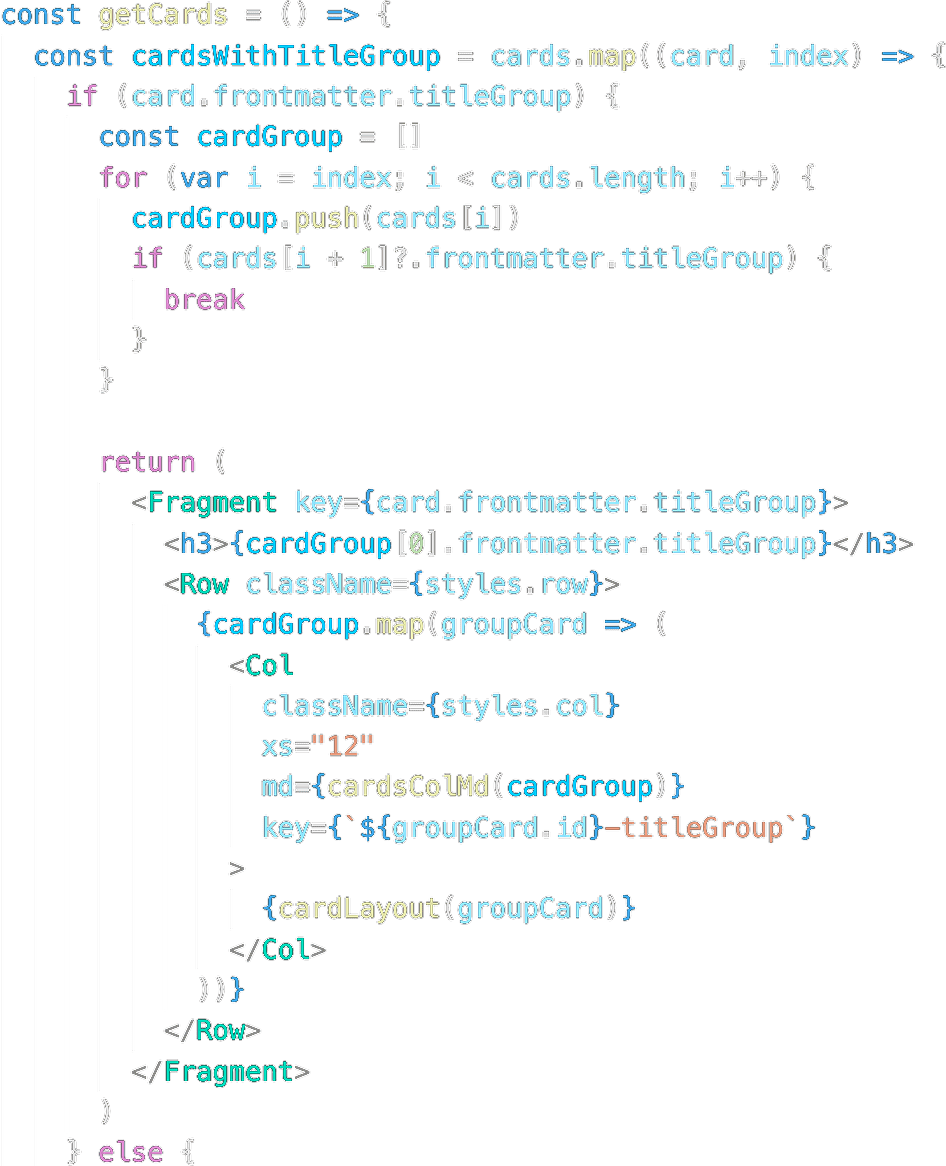 const getCards = () => {
  const cardsWithTitleGroup = cards.map((card, index) => {
    if (card.frontmatter.titleGroup) {
      const cardGroup = []
      for (var i = index; i < cards.length; i++) {
        cardGroup.push(cards[i])
        if (cards[i + 1]?.frontmatter.titleGroup) {
          break
        }
      }

      return (
        <Fragment key={card.frontmatter.titleGroup}>
          <h3>{cardGroup[0].frontmatter.titleGroup}</h3>
          <Row className={styles.row}>
            {cardGroup.map(groupCard => (
              <Col
                className={styles.col}
                xs="12"
                md={cardsColMd(cardGroup)}
                key={`${groupCard.id}-titleGroup`}
              >
                {cardLayout(groupCard)}
              </Col>
            ))}
          </Row>
        </Fragment>
      )
    } else {